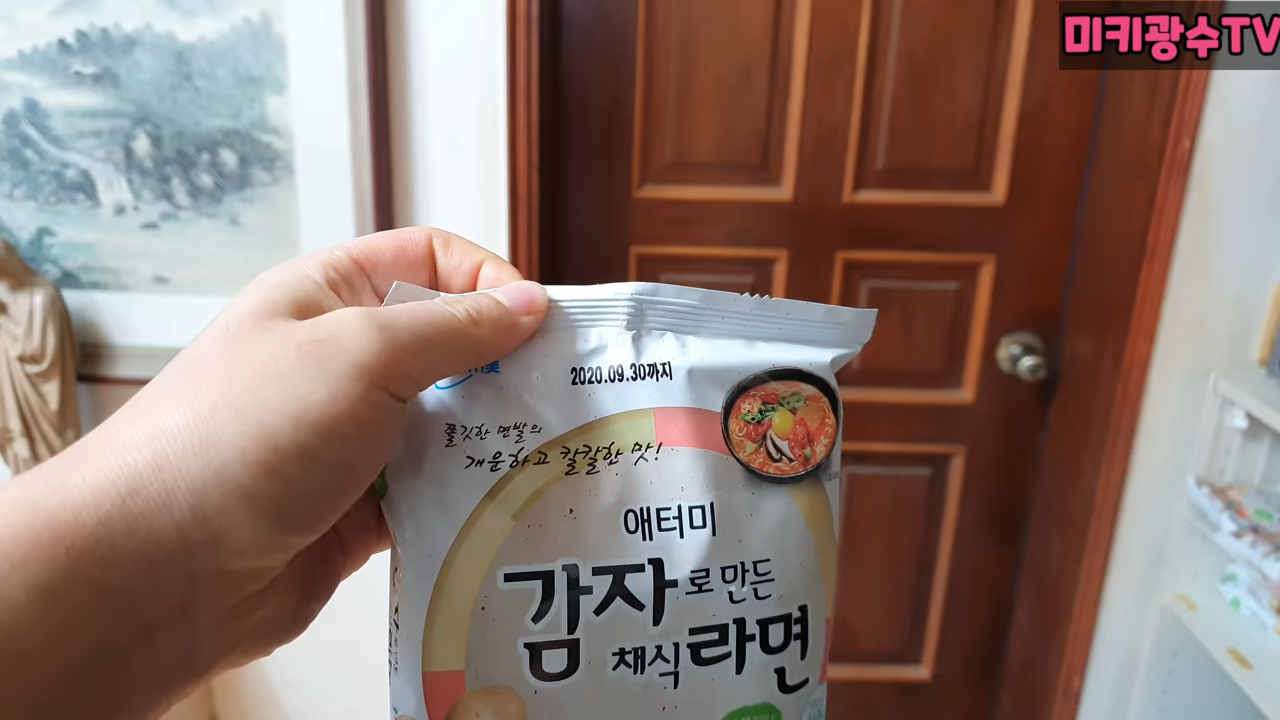 미키광수TV
2020.09.30까지
쫄깃한 면발의
개운하고 칼칼한 맛!
애터미
감자로 만든
채식라면